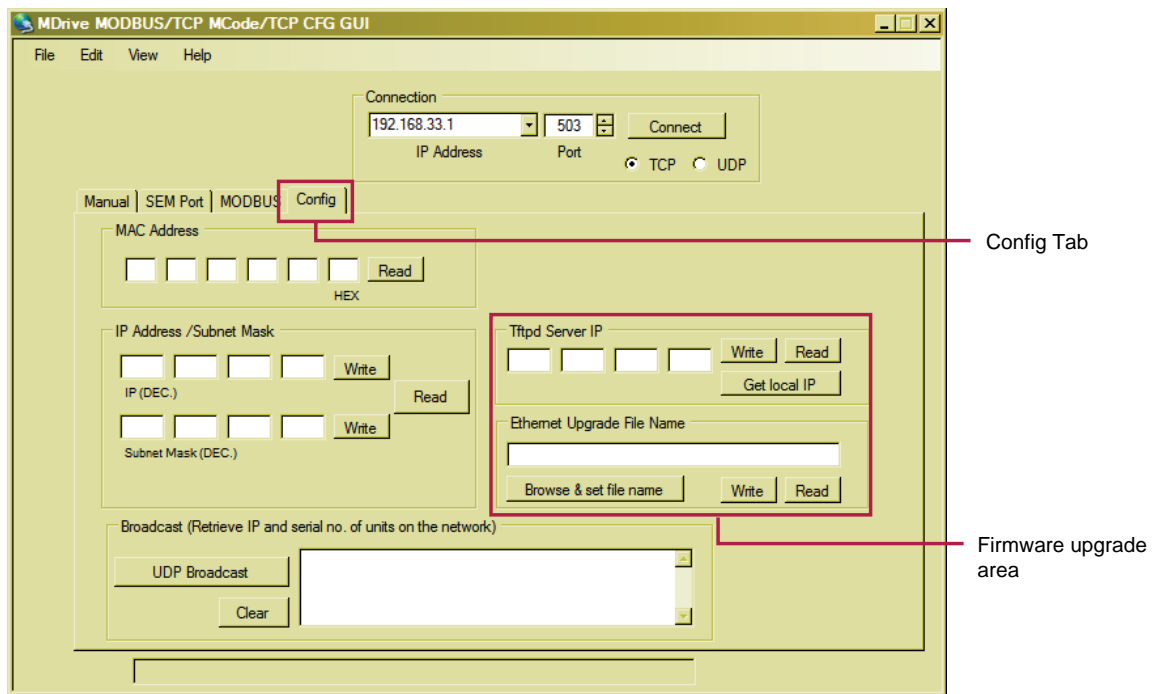 MDrive MODBUS/TCP MCode/TCP CFG GUI
File Edit View Help
Connection
192.168.33.1 503 Connect
IP Address Port
TCP UDP
Manual SEM Port MODBUS Config
MAC Address
Read
HEX
Config Tab
IP Address /Subnet Mask
Write
IP (DEC.)
Read
Write
Subnet Mask (DEC.)
Tftpd Server IP
Write Read
Get local IP
Ethernet Upgrade File Name
Browse & set file name Write Read
Firmware upgrade
area
Broadcast (Retrieve IP and serial no. of units on the network)
UDP Broadcast
Clear